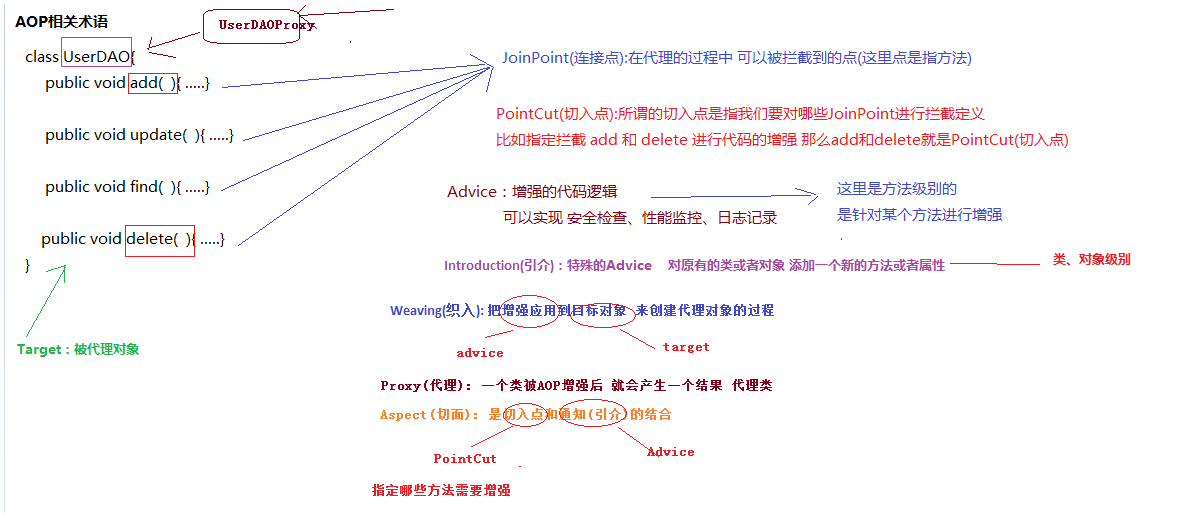 AOP相关术语
UserDAOProxy
class UserDAO{
public void add( ){ .....}
public void update( ){ .....}
public void find( ){ .....}
public void delete( ){ .....}
}
Target：被代理对象
JoinPoint(连接点):在代理的过程中 可以被拦截到的点(这里点是指方法)
PointCut(切入点):所谓的切入点是指我们要对哪些JoinPoint进行拦截定义
比如指定拦截 add 和 delete 进行代码的增强 那么add和delete就是PointCut(切入点)
Advice：增强的代码逻辑
可以实现 安全检查、性能监控、日志记录
这里是方法级别的
是针对某个方法进行增强
Introduction(引介)：特殊的Advice 对原有的类或者对象 添加一个新的方法或者属性
类、对象级别
Weaving(织入): 把增强应用到目标对象 来创建代理对象的过程
advice
target
Proxy(代理)： 一个类被AOP增强后 就会产生一个结果 代理类
Aspect(切面)： 是切入点和通知(引介)的结合
PointCut
Advice
指定哪些方法需要增强